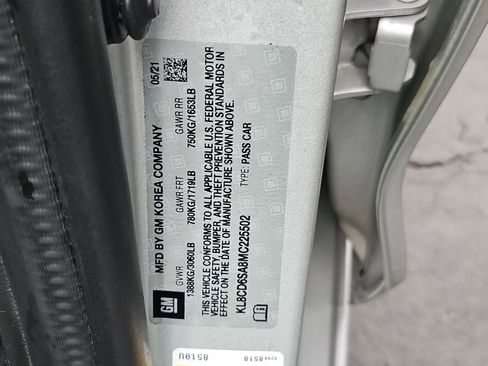 MFD BY GM KOREA COMPANY 05/21
GVWR GAWR FRT GAWR RR
1388KG/3060LB 780KG/1719LB 750KG/1653LB
THIS VEHICLE CONFORMS TO ALL APPLICABLE U.S. FEDERAL MOTOR
VEHICLE SAFETY, BUMPER, AND THEFT PREVENTION STANDARDS IN
EFFECT ON THE DATE OF MANUFACTURE SHOWN ABOVE.
KL8CD6SA8MC225502 TYPE: PASS CAR
GM
8519U
8519